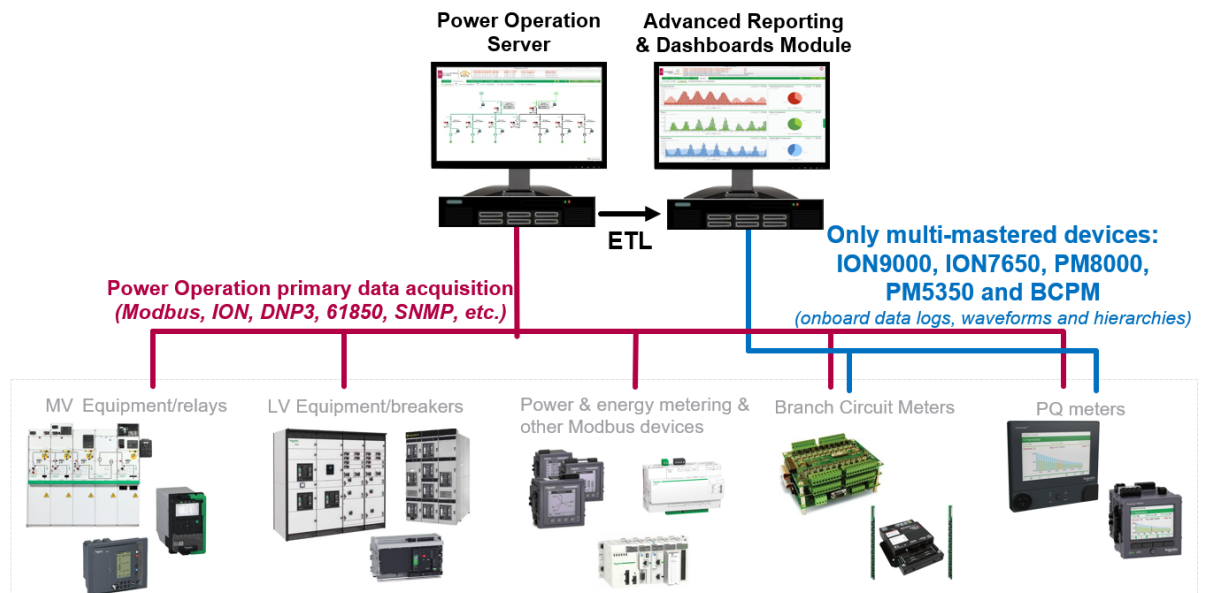 Power Operation
Server
Advanced Reporting
& Dashboards Module
ETL
Only multi-mastered devices:
ION9000, ION7650, PM8000,
PM5350 and BCPM
(onboard data logs, waveforms and hierarchies)
Power Operation primary data acquisition
(Modbus, ION, DNP3, 61850, SNMP, etc.)
MV Equipment/relays
LV Equipment/breakers
Power & energy metering &
other Modbus devices
Branch Circuit Meters
PQ meters